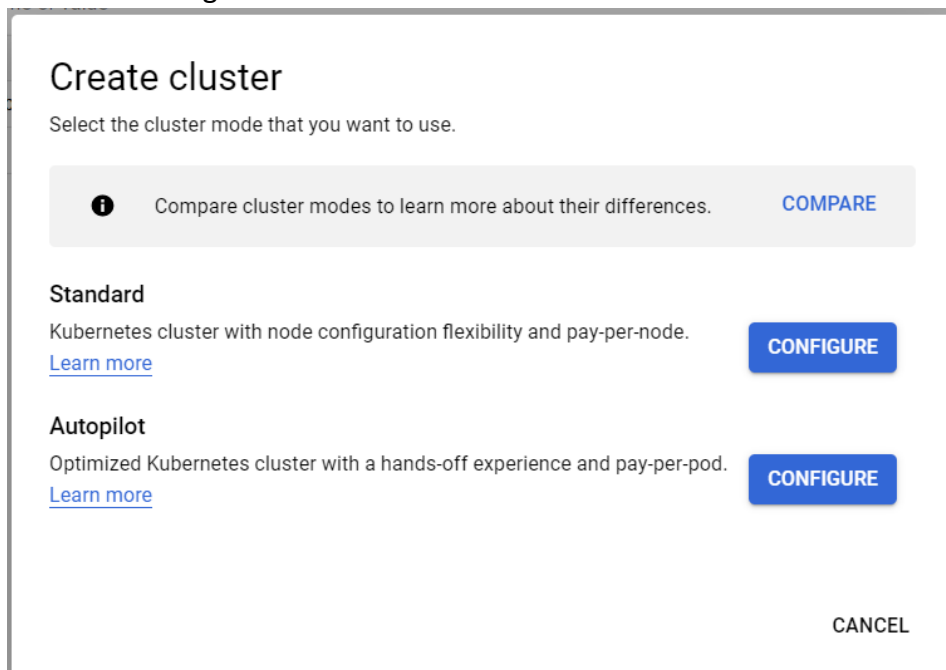 Create cluster
Select the cluster mode that you want to use.
Compare cluster modes to learn more about their differences. COMPARE
Standard
Kubernetes cluster with node configuration flexibility and pay-per-node.
Learn more
CONFIGURE
Autopilot
Optimized Kubernetes cluster with a hands-off experience and pay-per-pod.
Learn more
CONFIGURE
CANCEL